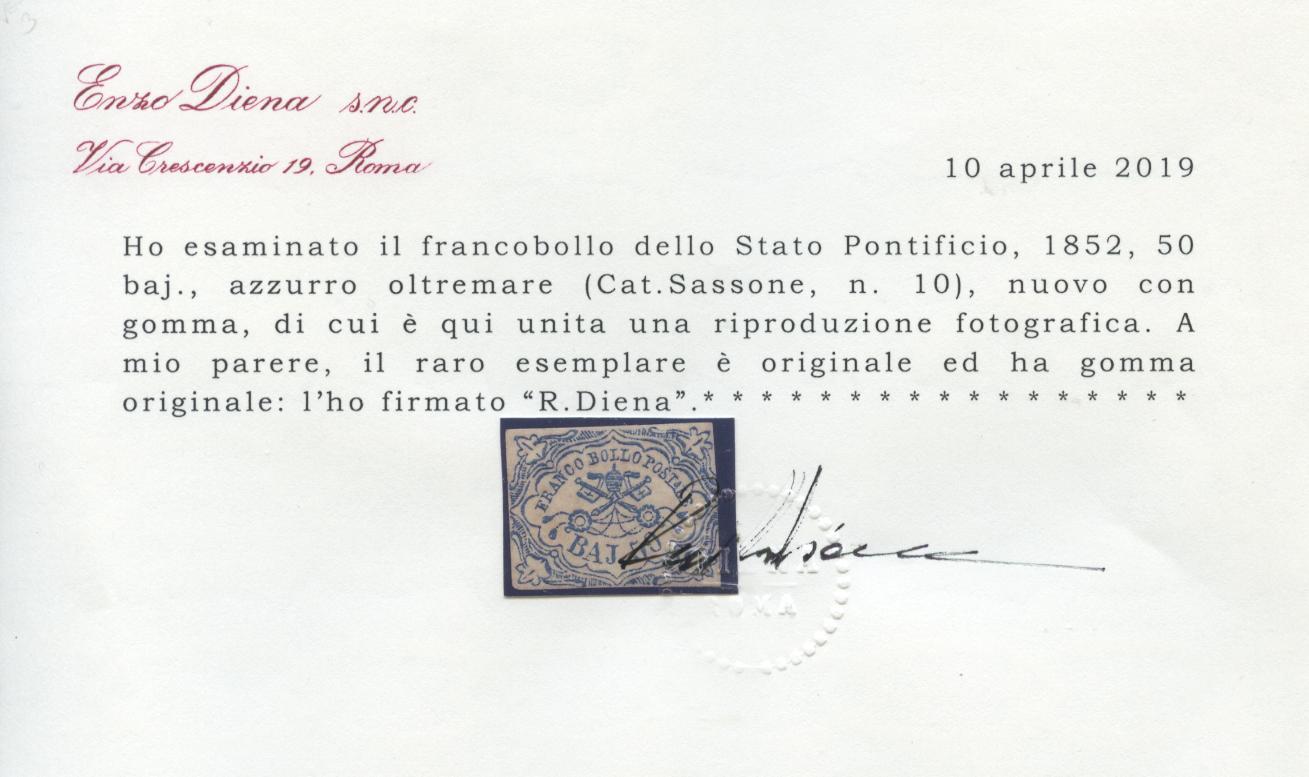 Enzo Diena s.n.c.
Via Crescenzio 19, Roma
10 aprile 2019
Ho esaminato il francobollo dello Stato Pontificio, 1852, 50
baj., azzurro oltremare (Cat.Sassone, n. 10), nuovo con
gomma, di cui è qui unita una riproduzione fotografica. A
mio parere, il raro esemplare è originale ed ha gomma
originale: l'ho firmato “R.Diena”.* * * * * * * * * * * * * * * * *
FRANCO BOLLO POSTALE
BAJ 50
ROMA